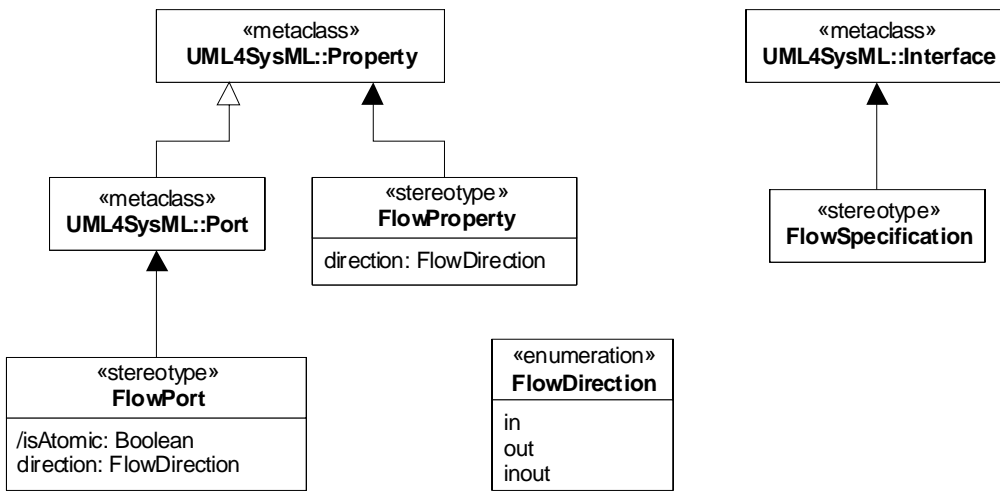 «metaclass»
UML4SysML::Property
«metaclass»
UML4SysML::Interface
«metaclass»
UML4SysML::Port
«stereotype»
FlowProperty
direction: FlowDirection
«stereotype»
FlowSpecification
«stereotype»
FlowPort
/isAtomic: Boolean
direction: FlowDirection
«enumeration»
FlowDirection
in
out
inout